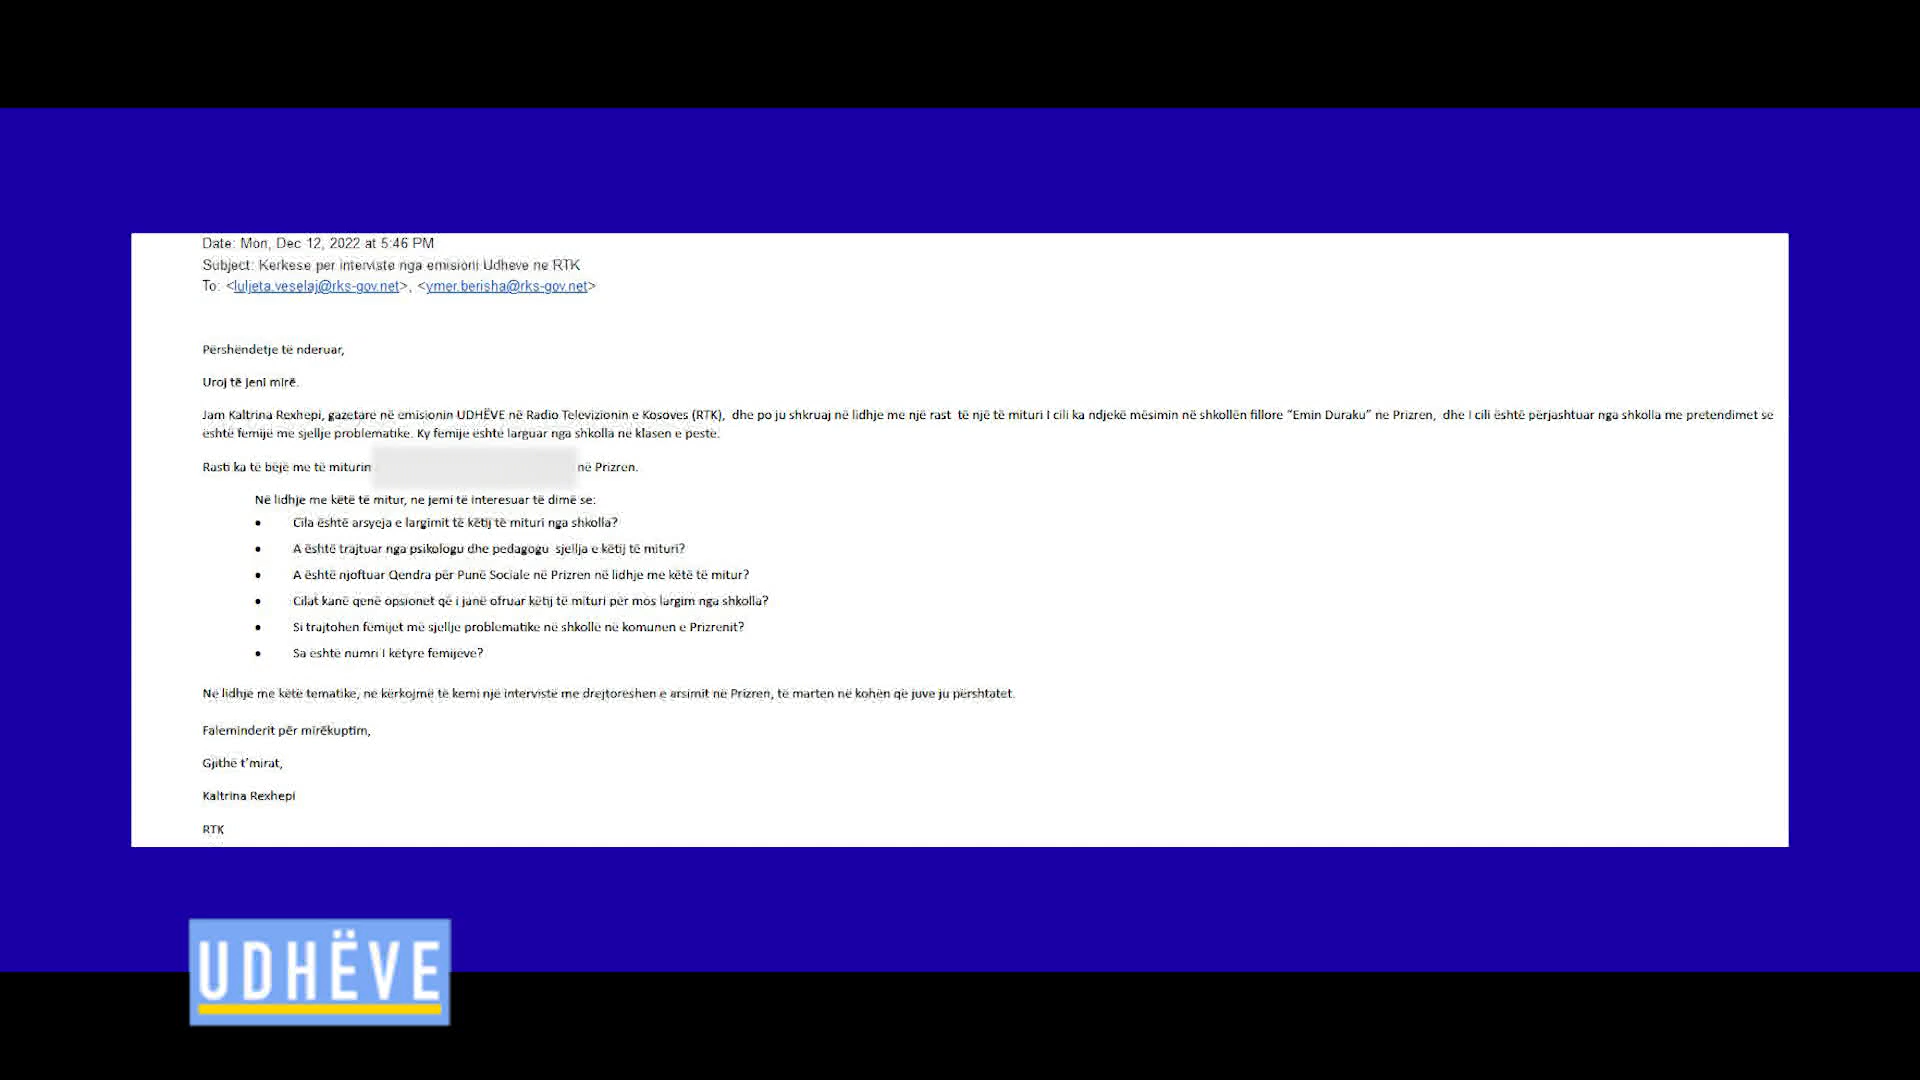 Date: Mon, Dec 12, 2022 at 5:46 PM
Subject: Kerkese per interviste nga emisioni Udheve ne RTK
To: <luljeta.veselaj@rks-gov.net>, <ymer.berisha@rks-gov.net>
Përshëndetje të nderuar,
Uroj të jeni mirë.
Jam Kaltrina Rexhepi, gazetare në emisionin UDHËVE në Radio Televizionin e Kosoves (RTK), dhe po ju shkruaj në lidhje me një rast të një të mituri I cili ka ndjekë mësimin në shkollën fillore “Emin Duraku” ne Prizren, dhe I cili është përjashtuar nga shkolla me pretendimet se
është femijë me sjellje problematike. Ky femije është larguar nga shkolla në klasen e peste.
Rasti ka të bëjë me të miturin në Prizren.
Në lidhje me këtë të mitur, ne jemi të interesuar të dimë se:
• Cila është arsyeja e largimit të këtij të mituri nga shkolla?
• A është trajtuar nga psikologu dhe pedagogu sjellja e këtij të mituri?
• A është njoftuar Qendra për Punë Sociale në Prizren në lidhje me këtë të mitur?
• Cilat kanë qenë opsionet që i janë ofruar këtij të mituri për mos largim nga shkolla?
• Si trajtohen fëmijet më sjellje problematike në shkolle në komunen e Prizrenit?
• Sa eshte numri I ketyre femijeve?
Në lidhje me këtë tematike, ne kërkojmë të kemi një intervistë me drejtoreshen e arsimit në Prizren, të marten në kohën që juve ju përshtatet.
Faleminderit për mirëkuptim,
Gjithë t’mirat,
Kaltrina Rexhepi
RTK
UDHËVE